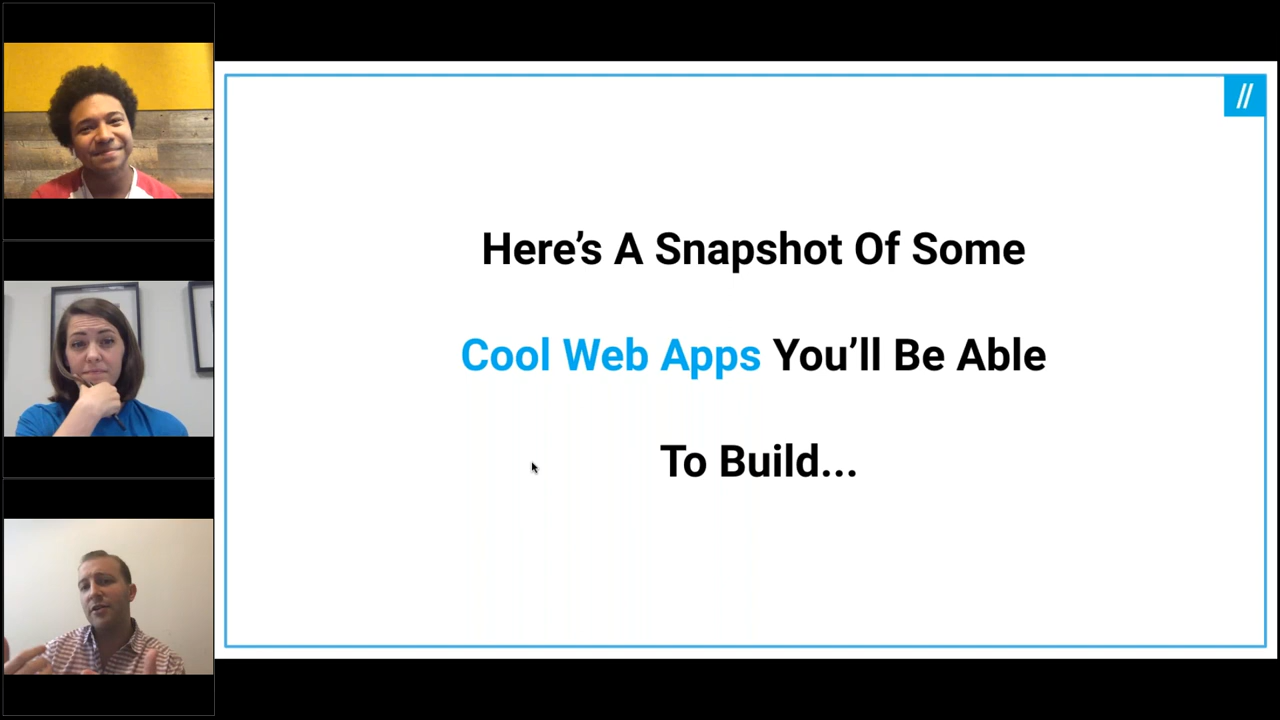 //
Here’s A Snapshot Of Some
Cool Web Apps You’ll Be Able
To Build...